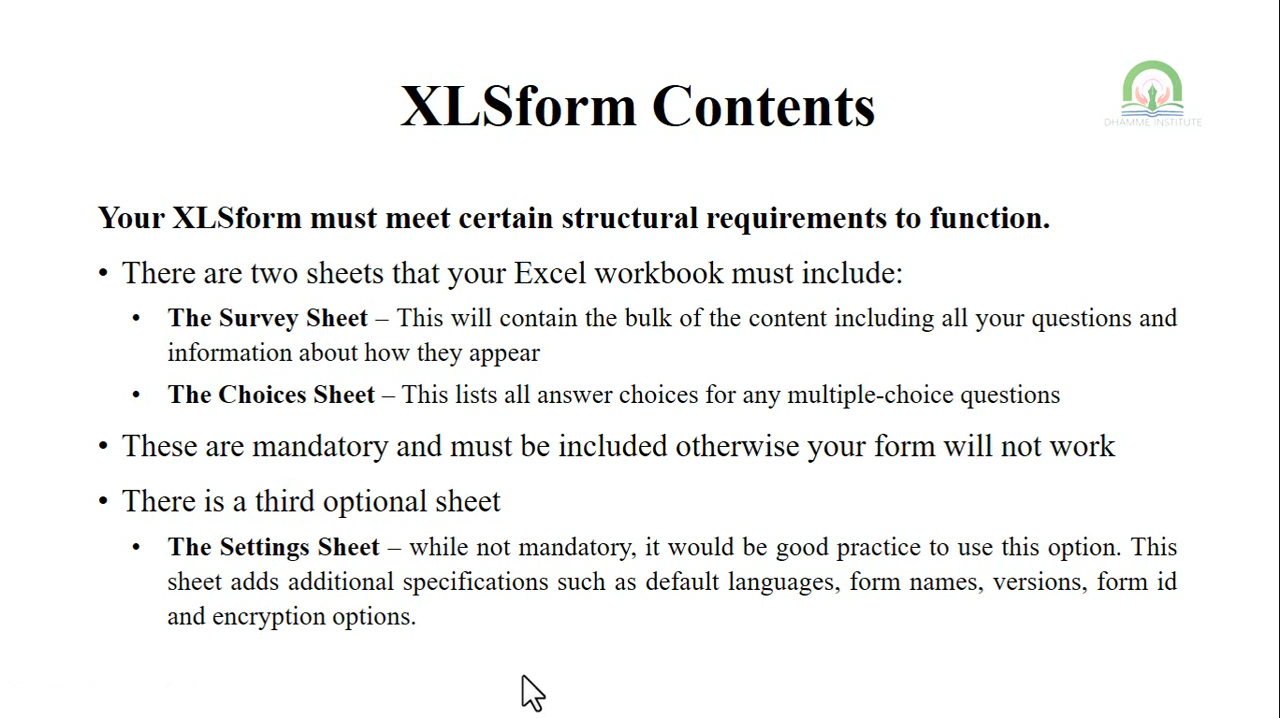 XLSform Contents
DHAMME INSTITUTE
Your XLSform must meet certain structural requirements to function.
• There are two sheets that your Excel workbook must include:
• The Survey Sheet – This will contain the bulk of the content including all your questions and
information about how they appear
• The Choices Sheet – This lists all answer choices for any multiple-choice questions
• These are mandatory and must be included otherwise your form will not work
• There is a third optional sheet
• The Settings Sheet – while not mandatory, it would be good practice to use this option. This
sheet adds additional specifications such as default languages, form names, versions, form id
and encryption options.